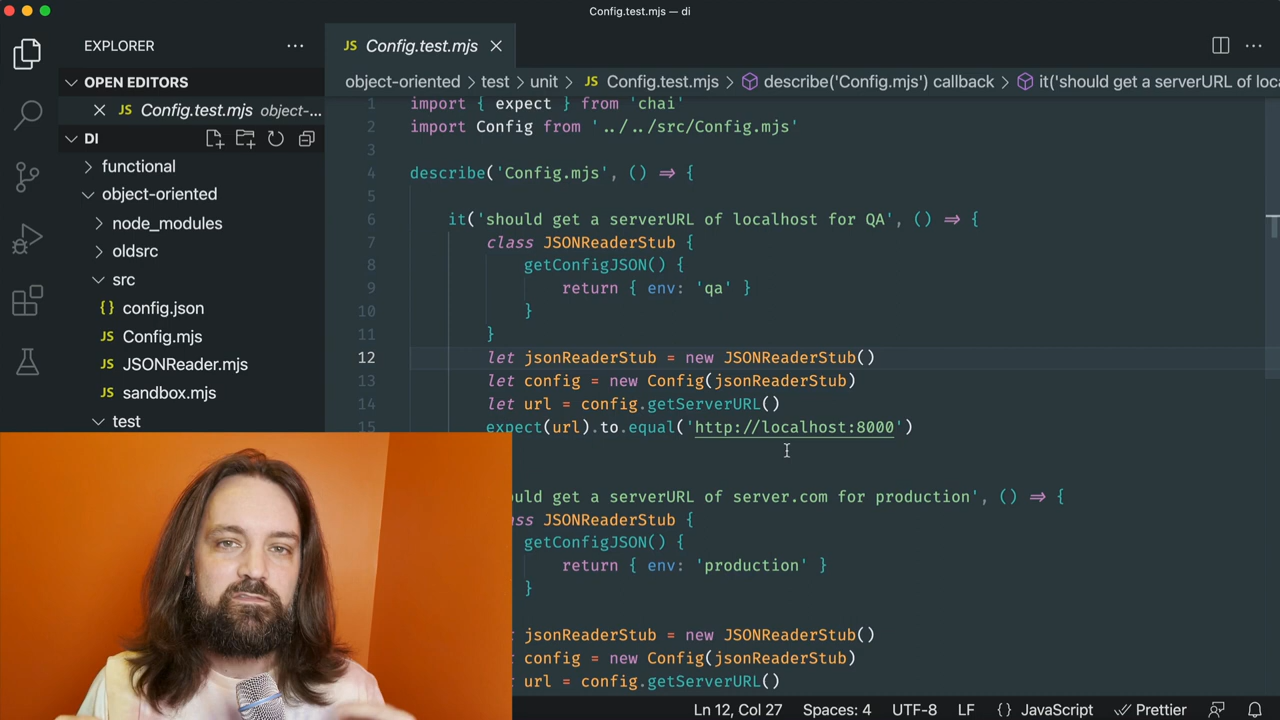 Config.test.mjs — di
EXPLORER
OPEN EDITORS
Config.test.mjs object-...
DI
functional
object-oriented
node_modules
oldsrc
src
{} config.json
JS Config.mjs
JS JSONReader.mjs
JS sandbox.mjs
test
JS Config.test.mjs
object-oriented > test > unit > JS Config.test.mjs > describe('Config.mjs') callback > it('should get a serverURL of loca
1 import { expect } from 'chai'
2 import Config from '../../src/Config.mjs'
3
4 describe('Config.mjs', () => {
5
6 it('should get a serverURL of localhost for QA', () => {
7 class JSONReaderStub {
8 getConfigJSON() {
9 return { env: 'qa' }
10 }
11 }
12 let jsonReaderStub = new JSONReaderStub()
13 let config = new Config(jsonReaderStub)
14 let url = config.getServerURL()
15 expect(url).to.equal('http://localhost:8000')
ould get a serverURL of server.com for production', () => {
ss JSONReaderStub {
getConfigJSON() {
return { env: 'production' }
}
jsonReaderStub = new JSONReaderStub()
config = new Config(jsonReaderStub)
url = config.getServerURL()
Ln 12, Col 27 Spaces: 4 UTF-8 LF {} JavaScript Prettier